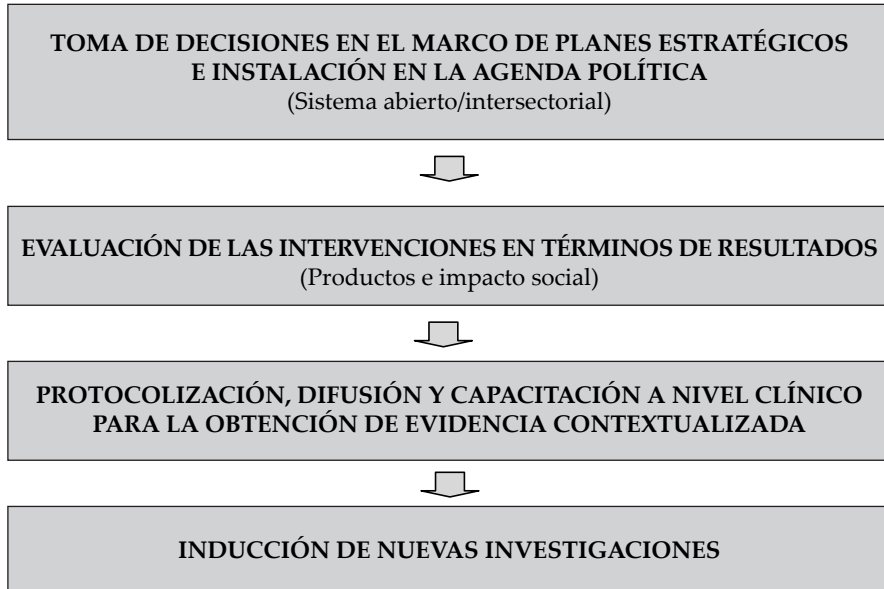 TOMA DE DECISIONES EN EL MARCO DE PLANES ESTRATÉGICOS
E INSTALACIÓN EN LA AGENDA POLÍTICA
(Sistema abierto/intersectorial)
EVALUACIÓN DE LAS INTERVENCIONES EN TÉRMINOS DE RESULTADOS
(Productos e impacto social)
PROTOCOLIZACIÓN, DIFUSIÓN Y CAPACITACIÓN A NIVEL CLÍNICO
PARA LA OBTENCIÓN DE EVIDENCIA CONTEXTUALIZADA
INDUCCIÓN DE NUEVAS INVESTIGACIONES